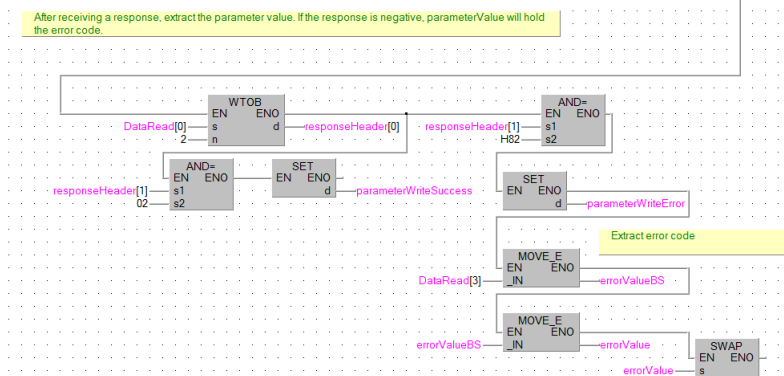 After receiving a response, extract the parameter value. If the response is negative, parameterValue will hold
the error code.
WTOB
EN ENO
DataRead[0] s d responseHeader[0]
2 n
AND=
EN ENO
responseHeader[1] s1
H82 s2
AND=
EN ENO
responseHeader[1] s1
02 s2
SET
EN ENO
d parameterWriteSuccess
SET
EN ENO
d parameterWriteError
Extract error code
MOVE_E
EN ENO
DataRead[3] _IN errorValueBS
MOVE_E
EN ENO
errorValueBS _IN errorValue
SWAP
EN ENO
errorValue s